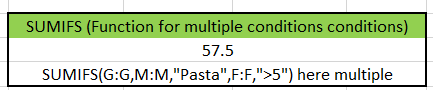 SUMIFS (Function for multiple conditions conditions)
57.5
SUMIFS(G:G,M:M,"Pasta",F:F,">5") here multiple